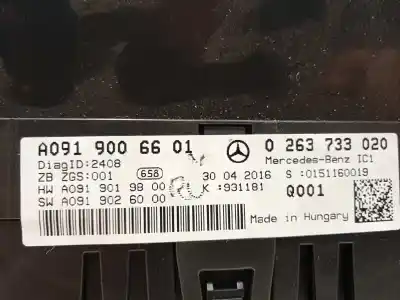 A091 900 66 01 0 263 733 020
DiagID:2408 Mercedes-Benz IC1
ZB ZGS:001 658 30 04 2016 S :0151160019
HW A091 901 98 00 K :931181 Q001
SW A091 902 60 00
Made in Hungary